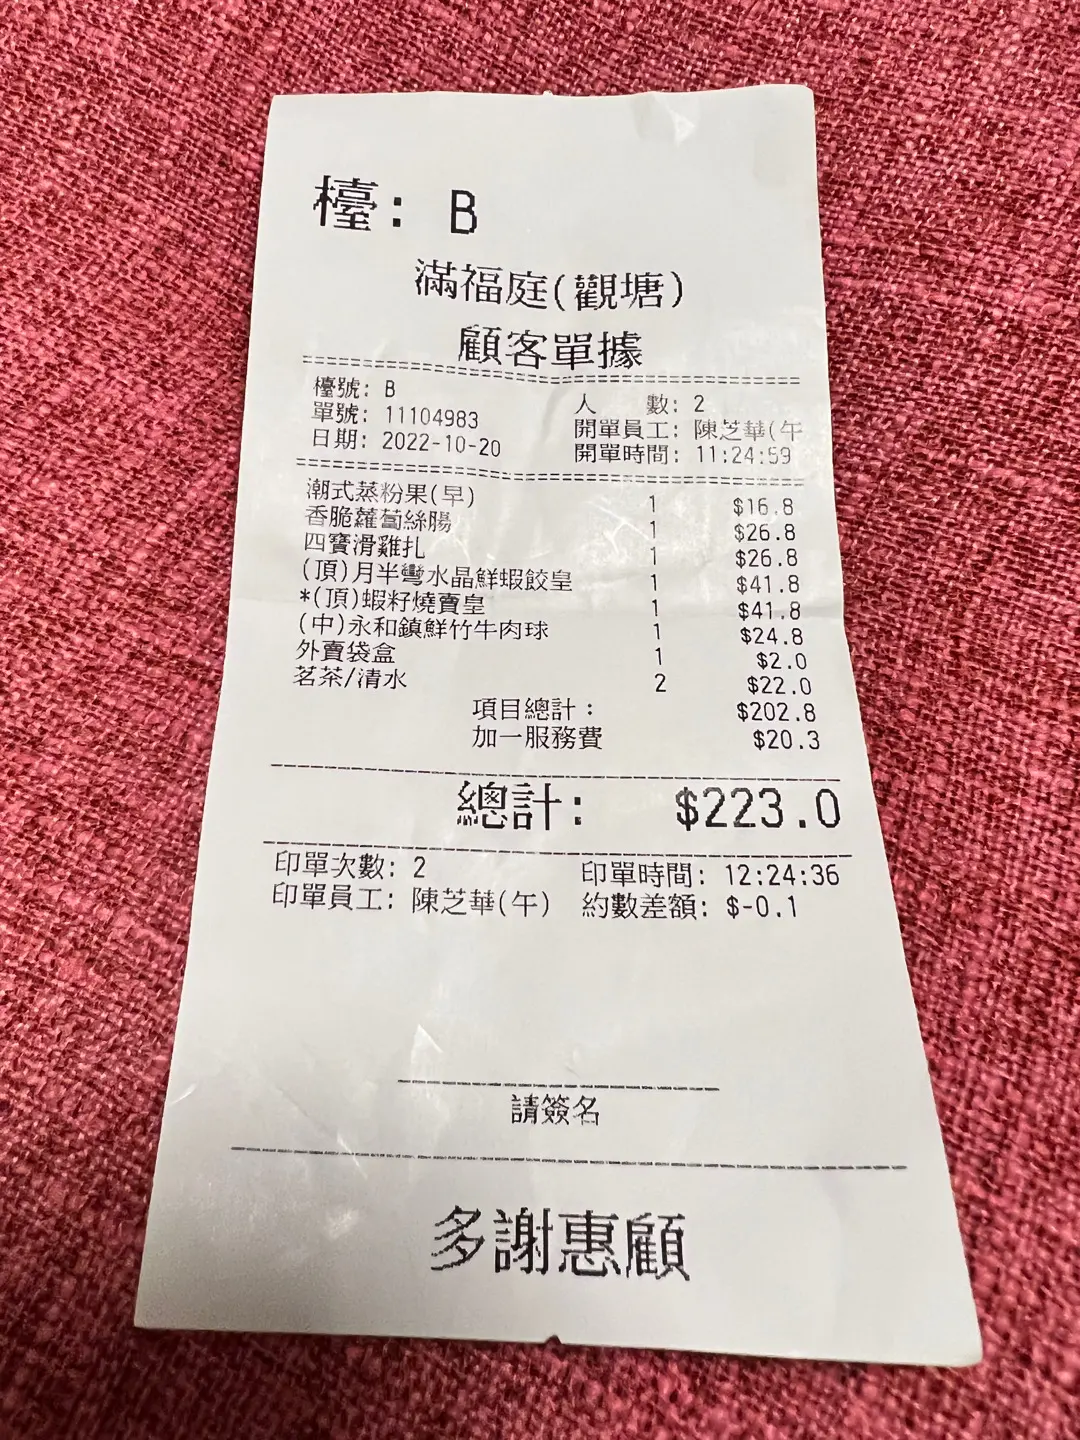 檯: B
滿福庭(觀塘)
顧客單據
檯號: B 人 數: 2
單號: 11104983 開單員工: 陳芝華(午
日期: 2022-10-20 開單時間: 11:24:59
潮式蒸粉果(早) 1 $16.8
香脆蘿蔔絲腸 1 $26.8
四寶滑雞扎 1 $26.8
(頂)月半彎水晶鮮蝦餃皇 1 $41.8
*(頂)蝦籽燒賣皇 1 $41.8
(中)永和鎮鮮竹牛肉球 1 $24.8
外賣袋盒 1 $2.0
茗茶/清水 2 $22.0
項目總計: $202.8
加一服務費 $20.3
總計: $223.0
印單次數: 2 印單時間: 12:24:36
印單員工: 陳芝華(午) 約數差額: $-0.1
請簽名
多謝惠顧